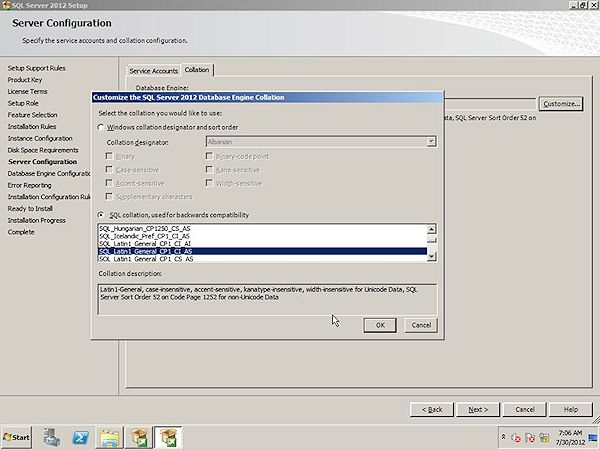 SQL Server 2012 Setup
Server Configuration
Specify the service accounts and collation configuration.
Setup Support Rules
Product Key
License Terms
Setup Role
Feature Selection
Installation Rules
Instance Configuration
Disk Space Requirements
Server Configuration
Database Engine Configuratio
Error Reporting
Installation Configuration Rul
Ready to Install
Installation Progress
Complete
Service Accounts Collation
Database Engine:
Customize...
ata, SQL Server Sort Order 52 on
Customize the SQL Server 2012 Database Engine Collation
Select the collation you would like to use:
Windows collation designator and sort order
Collation designator: Albanian
Binary Binary-code point
Case-sensitive Kana-sensitive
Accent-sensitive Width-sensitive
Supplementary characters
SQL collation, used for backwards compatibility
SQL_Hungarian_CP1250_CS_AS
SQL_Icelandic_Pref_CP1_CI_AS
SQL_Latin1_General_CP1_CI_AI
SQL_Latin1_General_CP1_CI_AS
SQL_Latin1_General_CP1_CS_AS
Collation description:
Latin1-General, case-insensitive, accent-sensitive, kanatype-insensitive, width-insensitive for Unicode Data, SQL
Server Sort Order 52 on Code Page 1252 for non-Unicode Data
OK Cancel
< Back Next > Cancel Help
Start
7:06 AM
7/30/2012